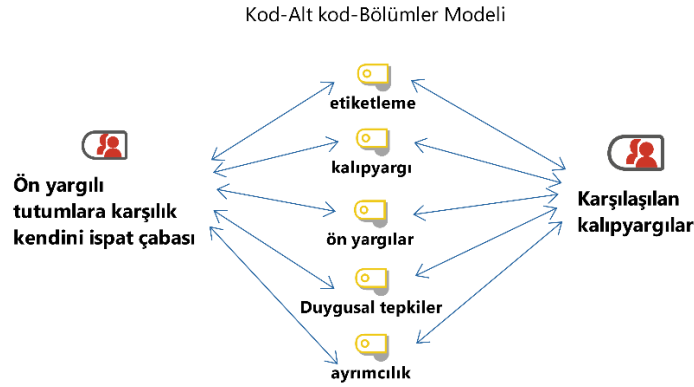 Kod-Alt kod-Bölümler Modeli
etiketleme
kalıpyargı
ön yargılar
Duygusal tepkiler
ayrımcılık
Ön yargılı
tutumlara karşılık
kendini ispat çabası
Karşılaşılan
kalıpyargılar